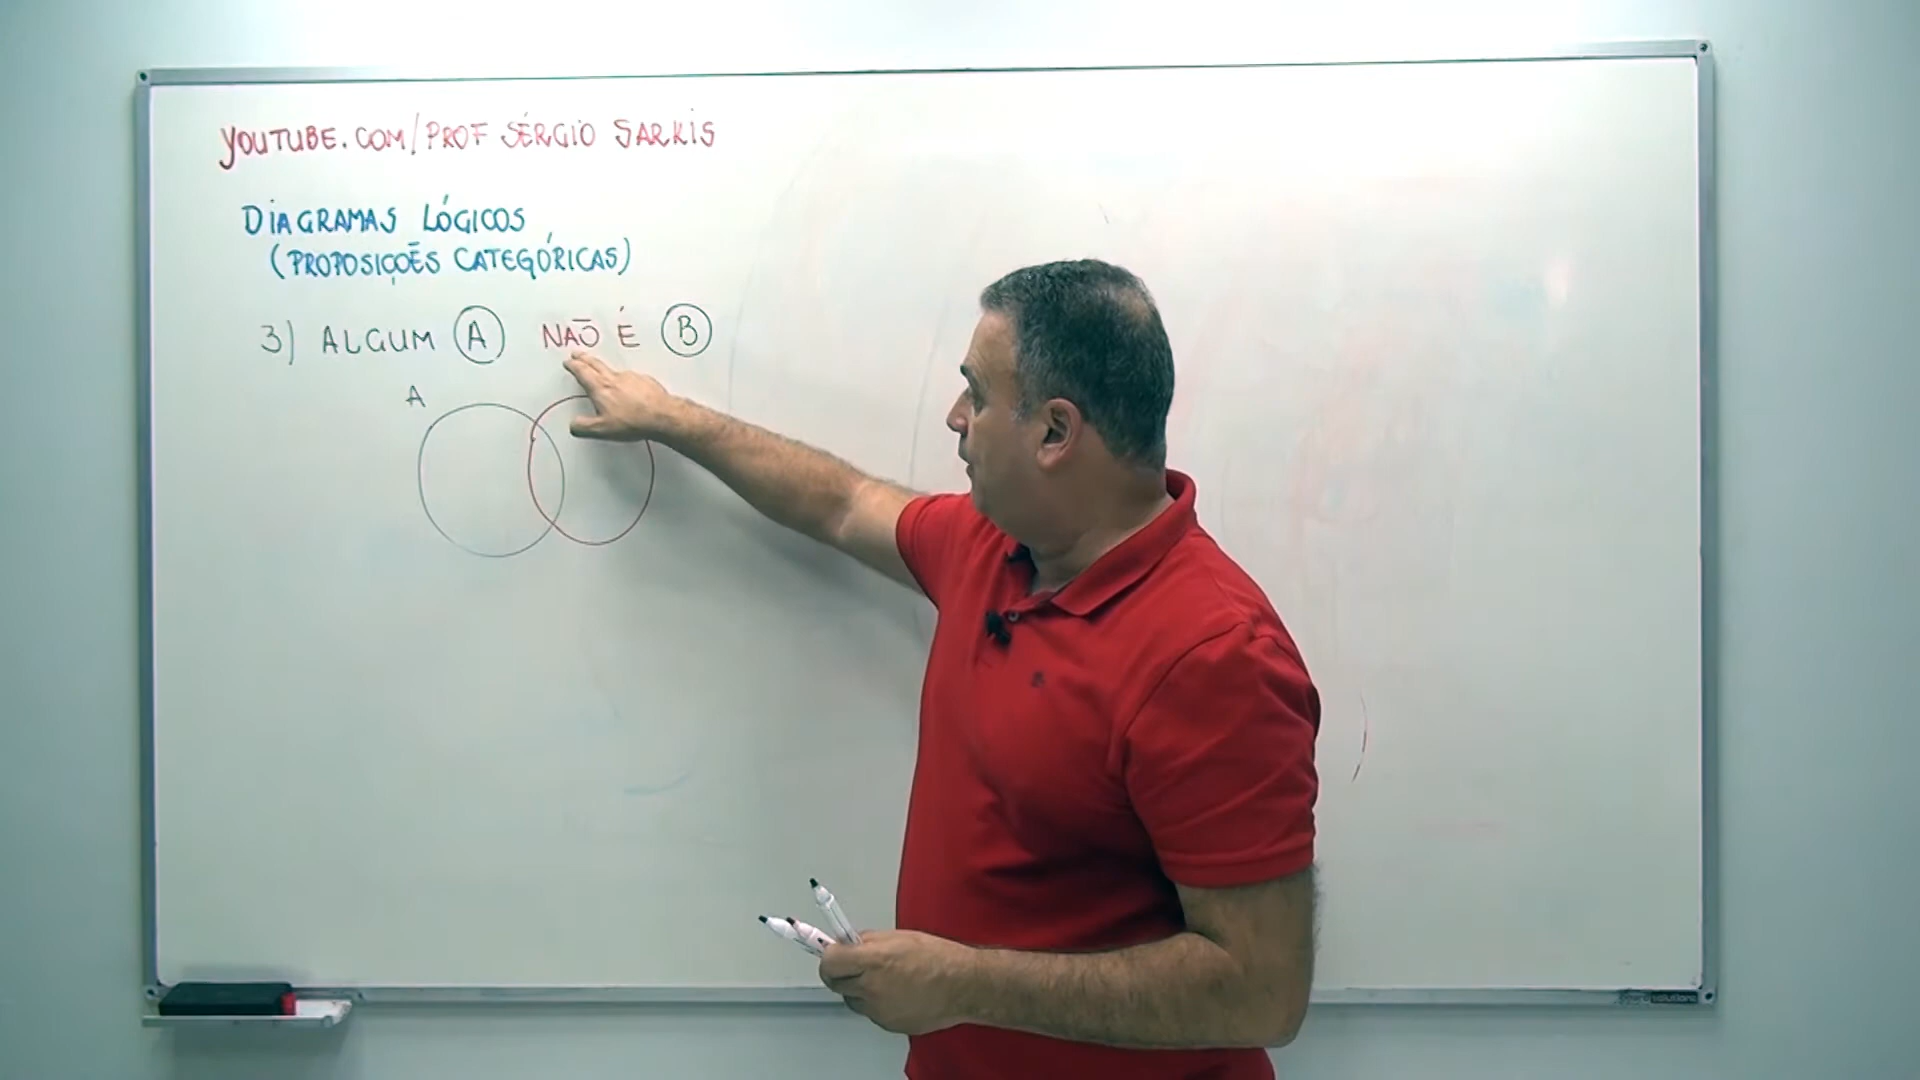 YOUTUBE.COM/PROF SÉRGIO SARKIS
DIAGRAMAS LÓGICOS
(PROPOSIÇÕES CATEGÓRICAS)
3) ALGUM A NÃO É B
A